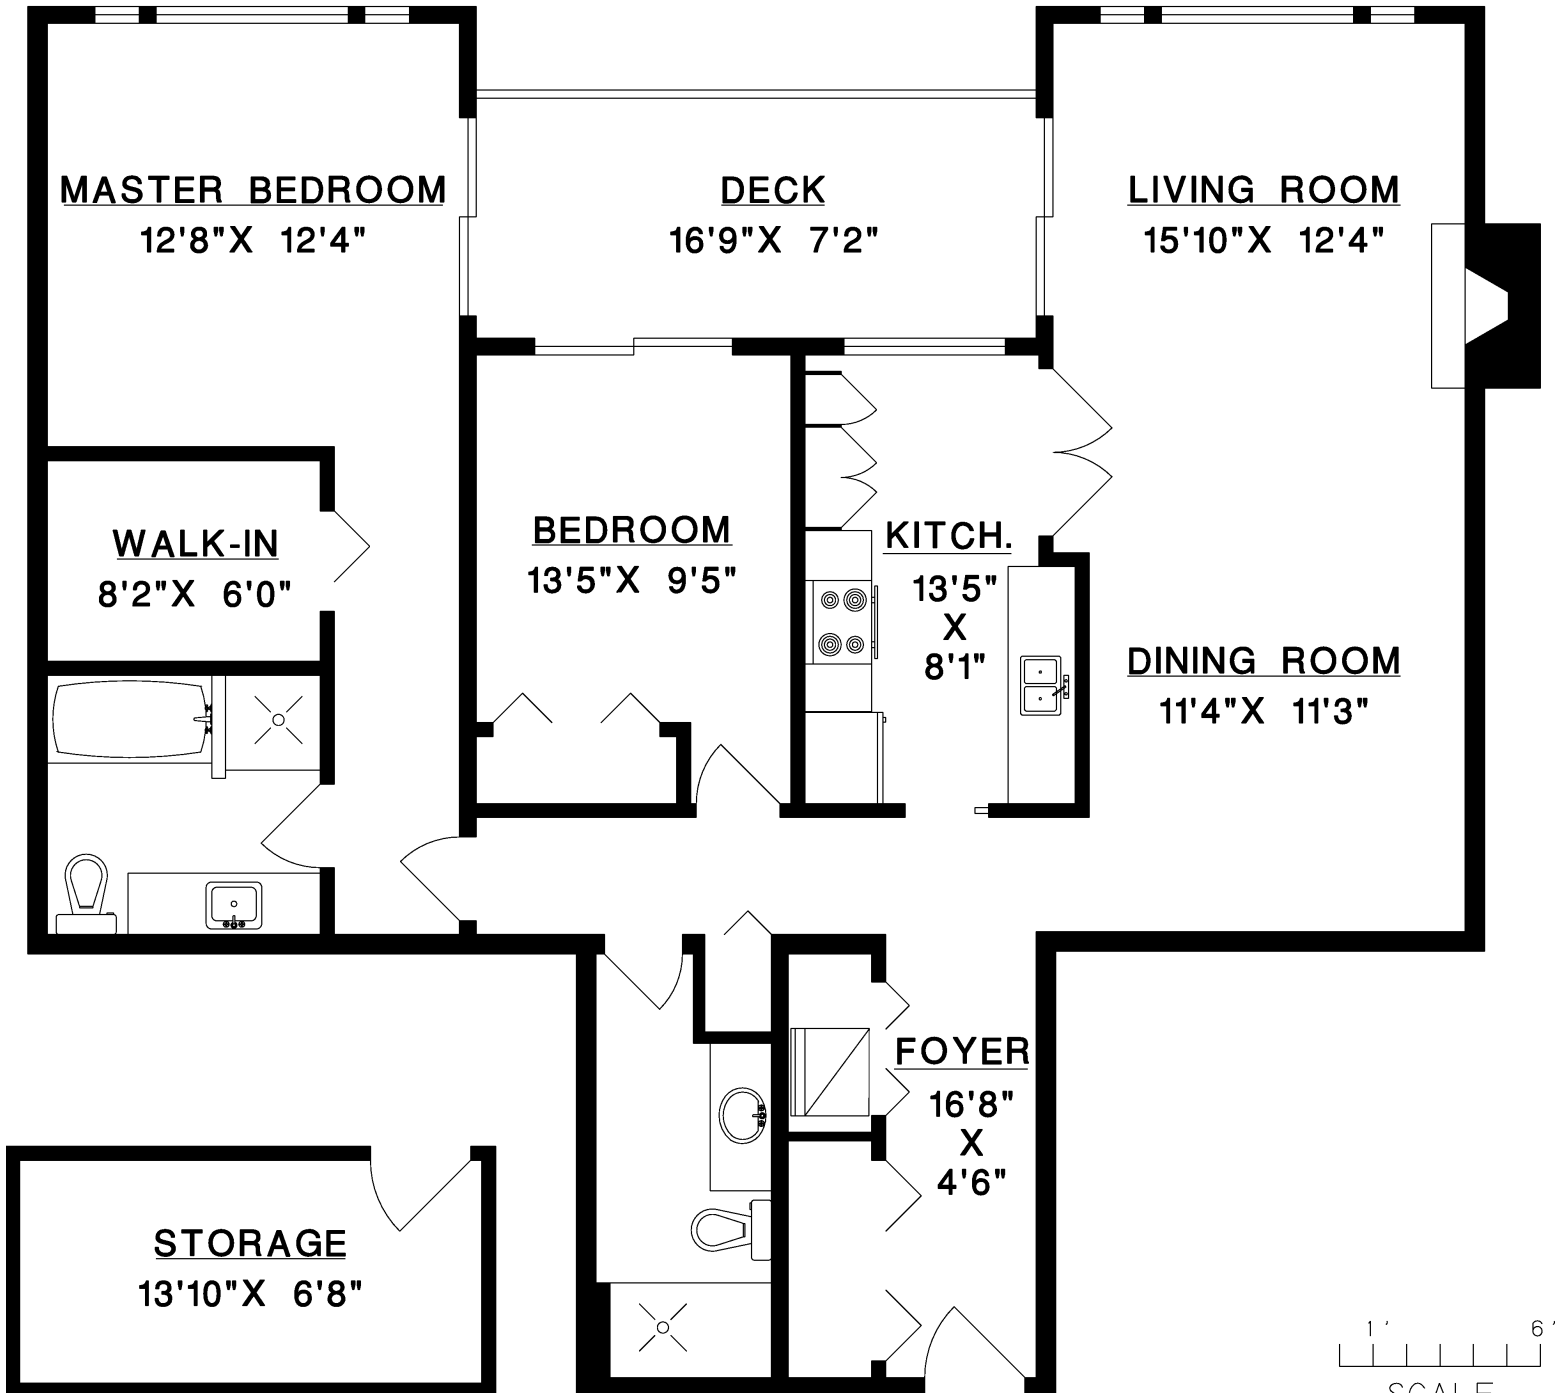 MASTER BEDROOM
12'8"X 12'4"
DECK
16'9"X 7'2"
LIVING ROOM
15'10"X 12'4"
WALK-IN
8'2"X 6'0"
BEDROOM
13'5"X 9'5"
KITCH.
13'5"
X
8'1"
DINING ROOM
11'4"X 11'3"
FOYER
16'8"
X
4'6"
STORAGE
13'10"X 6'8"
1' 6'
SCALE